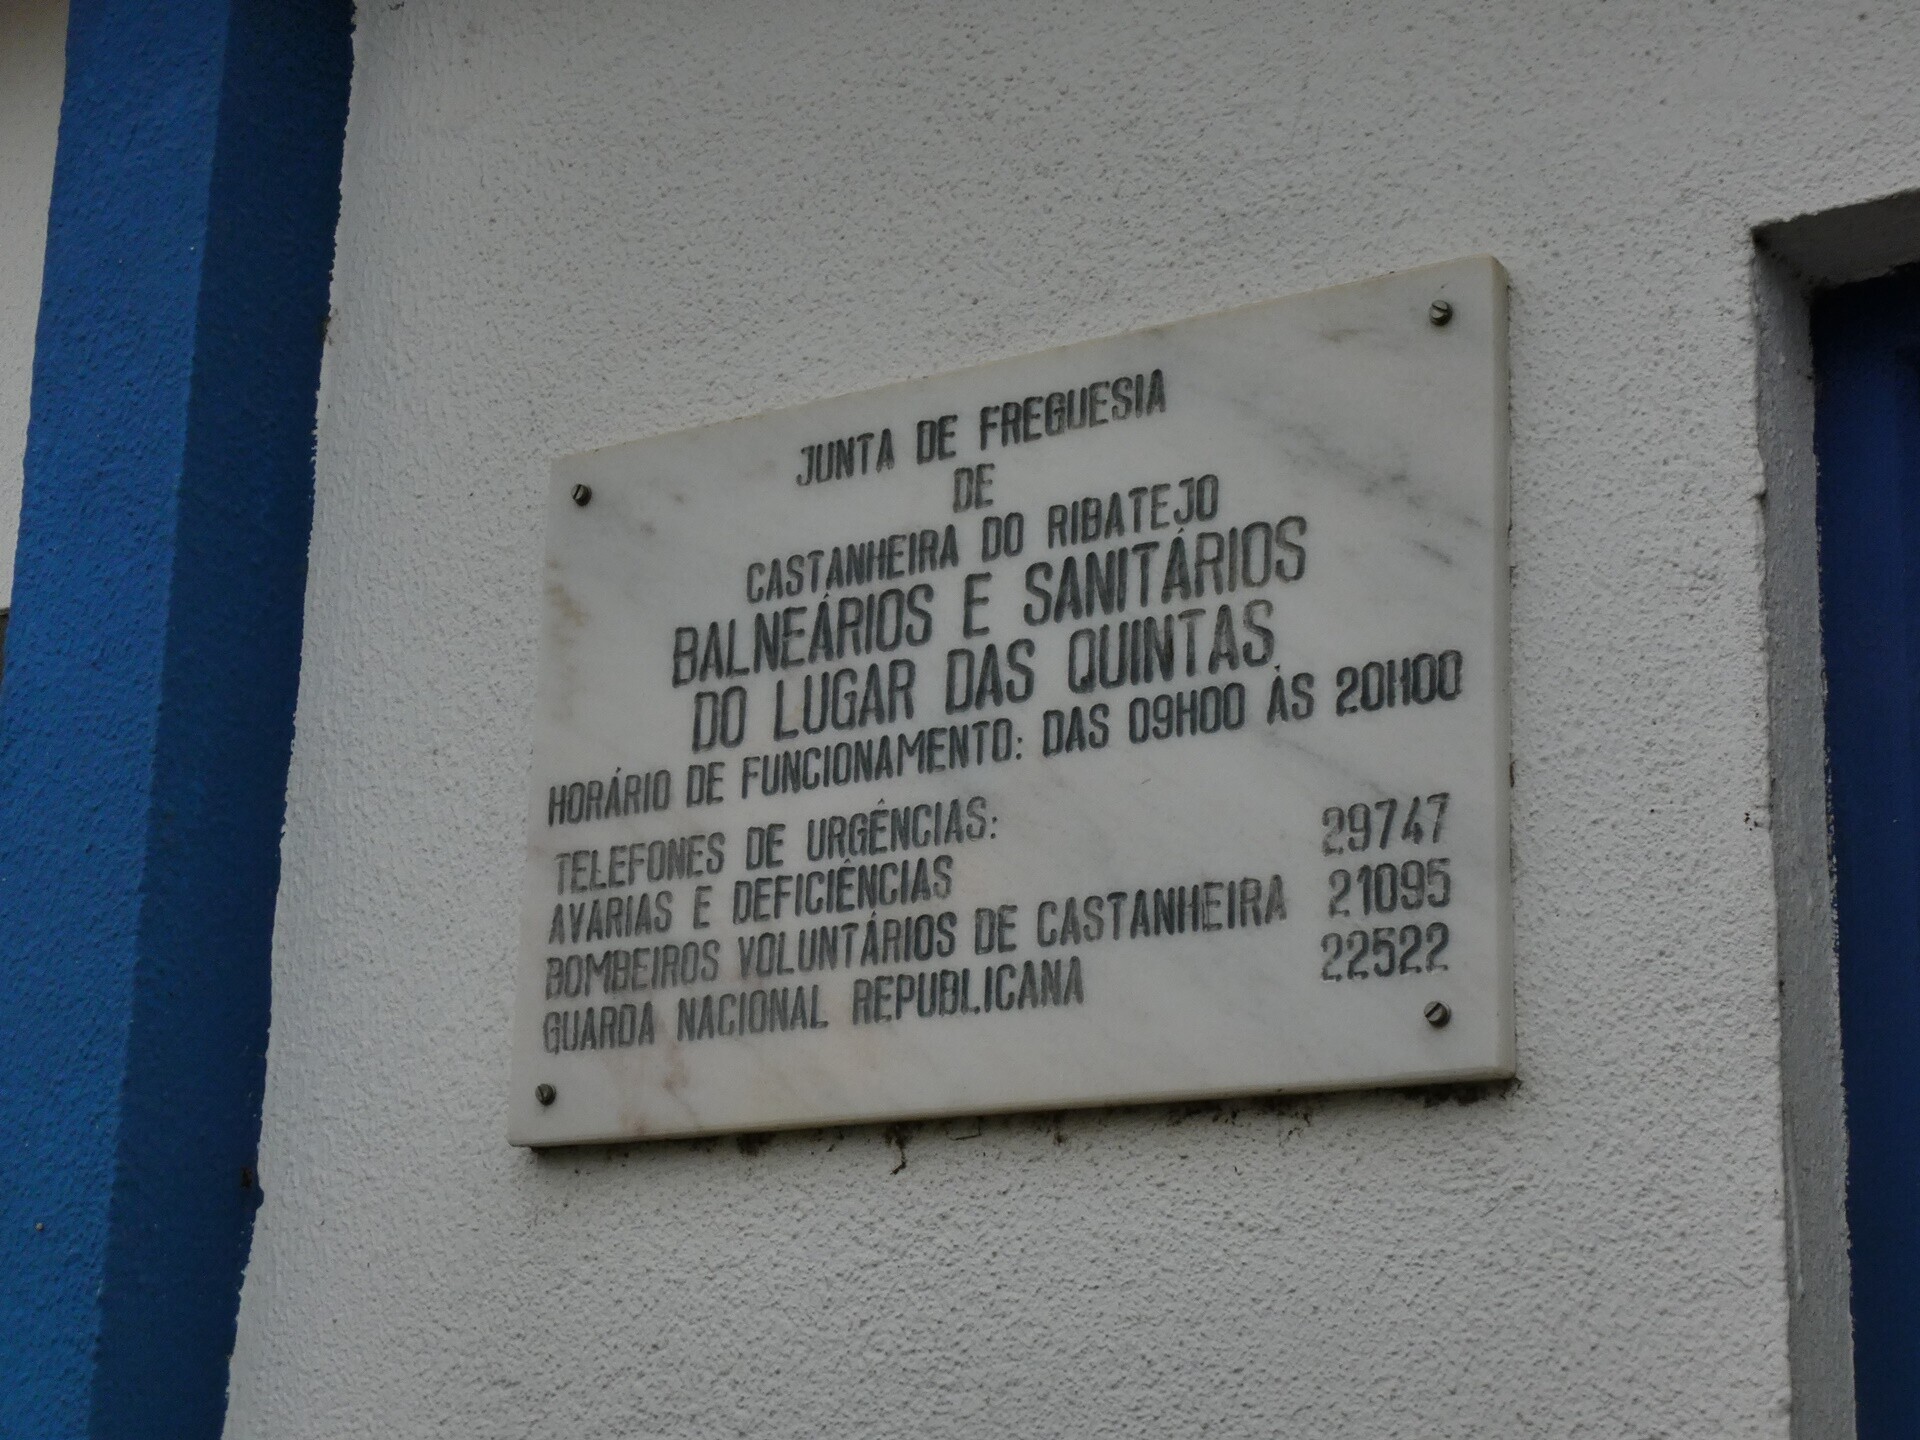 JUNTA DE FREGUESIA
DE
CASTANHEIRA DO RIBATEJO
BALNEÁRIOS E SANITÁRIOS
DO LUGAR DAS QUINTAS
HORÁRIO DE FUNCIONAMENTO: DAS 09H00 ÀS 20H00
TELEFONES DE URGÊNCIAS:
AVARIAS E DEFICIÊNCIAS 29747
BOMBEIROS VOLUNTÁRIOS DE CASTANHEIRA 21095
GUARDA NACIONAL REPUBLICANA 22522